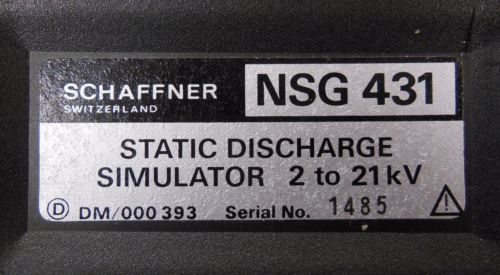 SCHAFFNER
SWITZERLAND
NSG 431
STATIC DISCHARGE
SIMULATOR 2 to 21 kV
D DM/000 393 Serial No. 1485